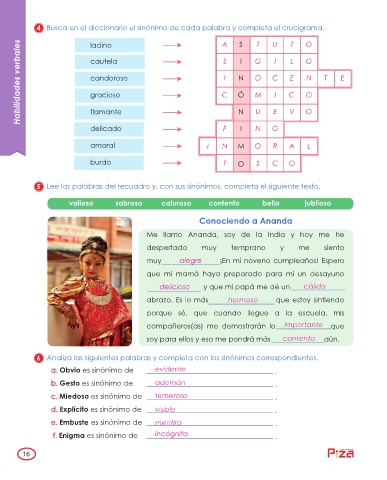 4 Busca en el diccionario el sinónimo de cada palabra y completa el crucigrama.
Habilidades verbales
ladino A S T U T O
cautela S I G I L O
candoroso I N O C E N T E
gracioso C Ó M I C O
flamante N U E V O
delicado F I N O
amoral I N M O R A L
burdo T O S C O
5 Lee las palabras del recuadro y, con sus sinónimos, completa el siguiente texto.
valioso sabroso caluroso contento bello jubiloso
Conociendo a Ananda
Me llamo Ananda, soy de la India y hoy me he
despertado muy temprano y me siento
muy alegre ¡En mi noveno cumpleaños! Espero
que mi mamá haya preparado para mí un desayuno
delicioso y que mi papá me dé un cálido
abrazo. Es lo más hermoso que estoy sintiendo
porque sé, que cuando llegue a la escuela, mis
compañeros(as) me demostrarán lo importante que
soy para ellos y eso me pondrá más contenta aún.
6 Analiza las siguientes palabras y completa con los sinónimos correspondientes.
a. Obvio es sinónimo de evidente.
b. Gesto es sinónimo de ademán.
c. Miedoso es sinónimo de temeroso.
d. Explícito es sinónimo de visible.
e. Embuste es sinónimo de mentira.
f. Enigma es sinónimo de incógnita.
16